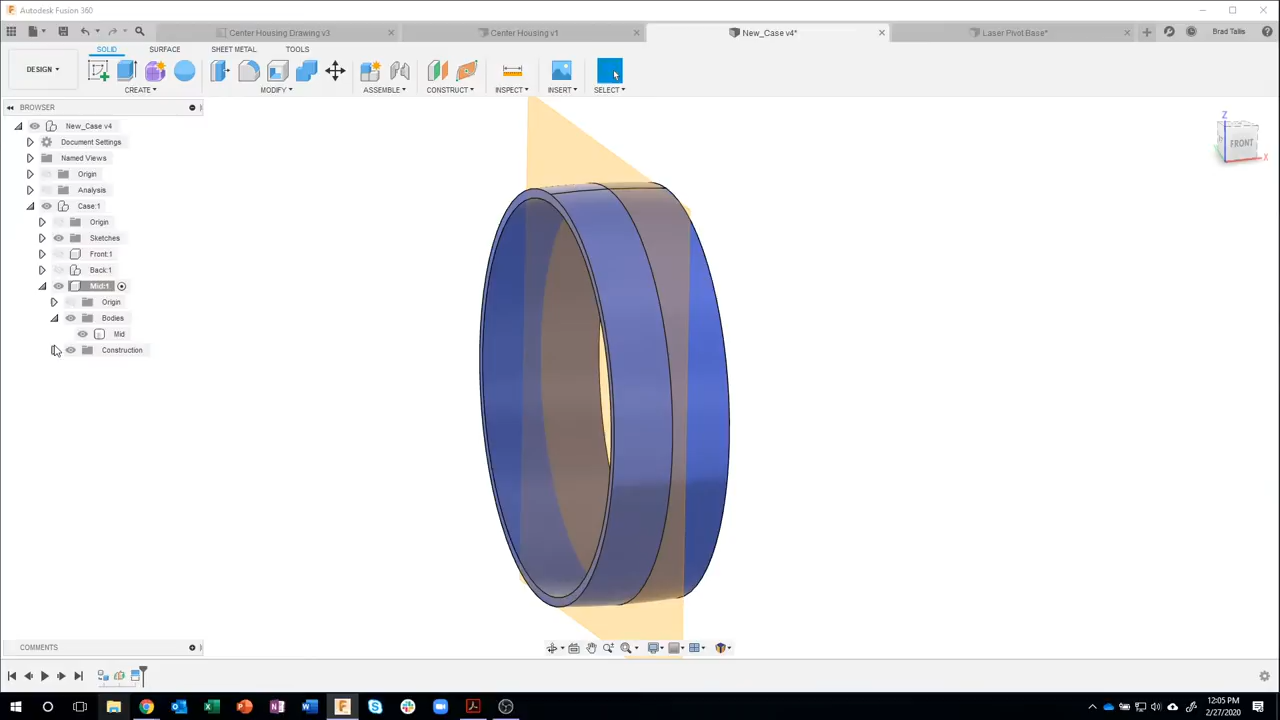 Autodesk Fusion 360
Center Housing Drawing v3
Center Housing v1
New_Case v4*
Laser Pivot Base*
Brad Tallis
DESIGN
SOLID
SURFACE
SHEET METAL
TOOLS
CREATE
MODIFY
ASSEMBLE
CONSTRUCT
INSPECT
INSERT
SELECT
BROWSER
New_Case v4
Document Settings
Named Views
Origin
Analysis
Case:1
Origin
Sketches
Front:1
Back:1
Mid:1
Origin
Bodies
Mid
Construction
Z
FRONT
X
COMMENTS
12:05 PM
2/27/2020